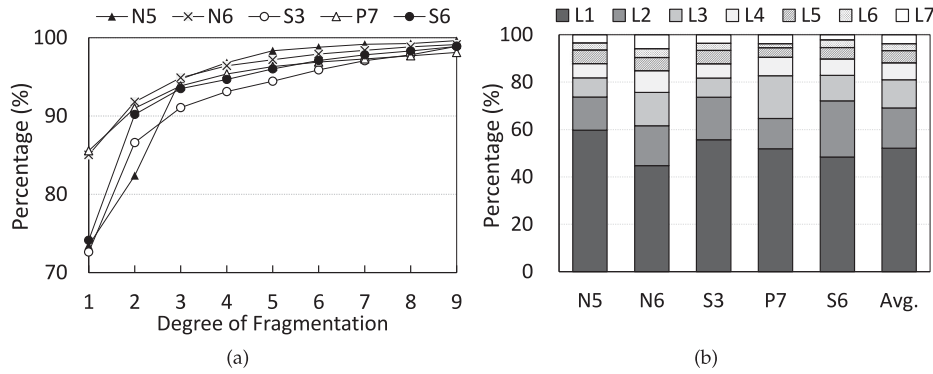 N5 N6 S3 P7 S6
100
90
80
70
Percentage (%)
1 2 3 4 5 6 7 8 9
Degree of Fragmentation
(a)
L1 L2 L3 L4 L5 L6 L7
100
80
60
40
20
0
Percentage (%)
N5 N6 S3 P7 S6 Avg.
(b)